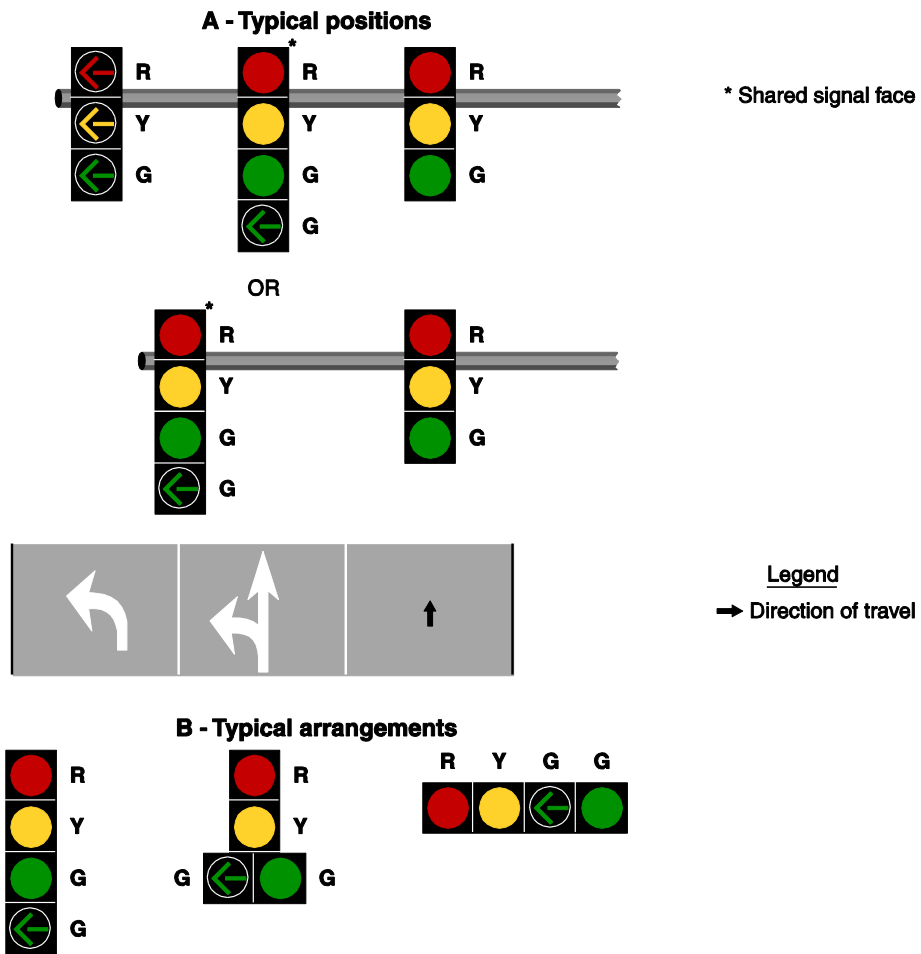 A - Typical positions
*
R R R
* Shared signal face
Y Y Y
G G G
G
OR
*
R R
Y Y
G G
G
Legend
Direction of travel
B - Typical arrangements
R R R Y G G
Y Y
G G G
G